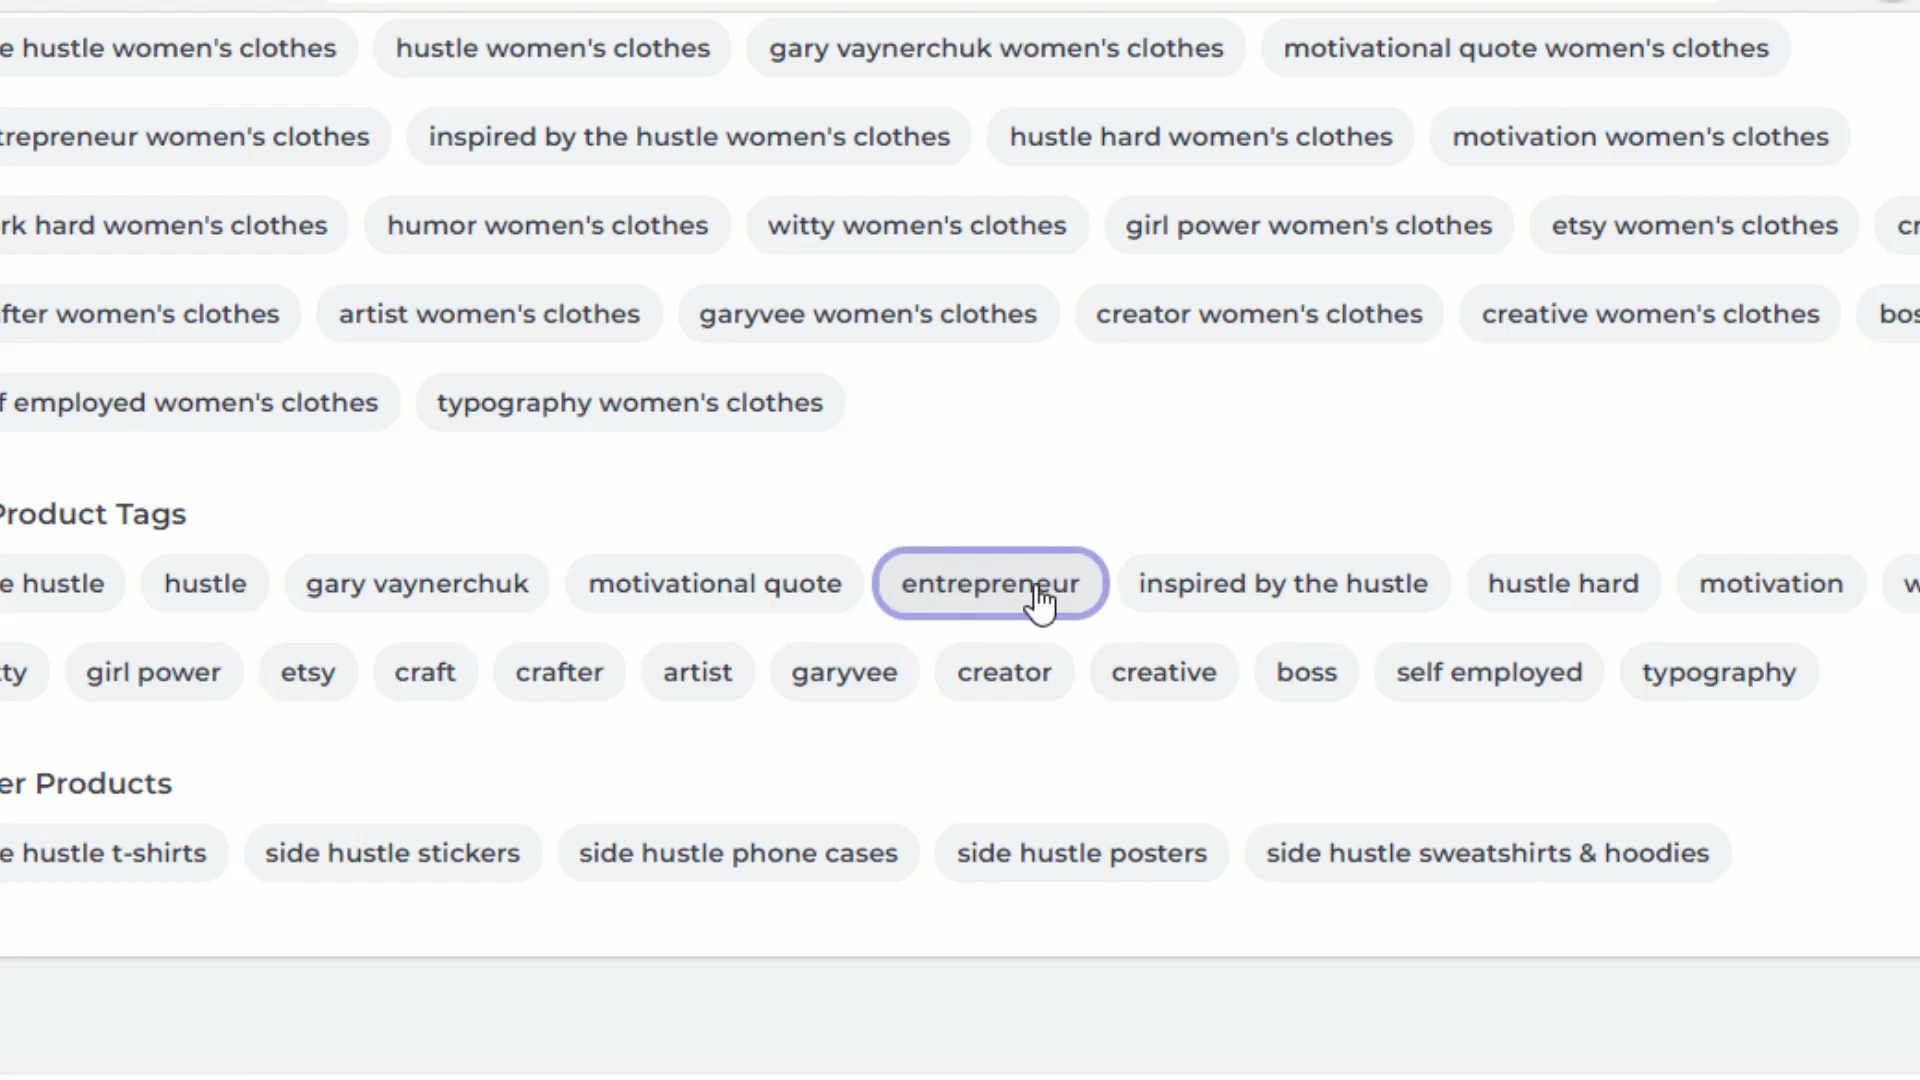 e hustle women's clothes hustle women's clothes gary vaynerchuk women's clothes motivational quote women's clothes
trepreneur women's clothes inspired by the hustle women's clothes hustle hard women's clothes motivation women's clothes
rk hard women's clothes humor women's clothes witty women's clothes girl power women's clothes etsy women's clothes cr
fter women's clothes artist women's clothes garyvee women's clothes creator women's clothes creative women's clothes bos
f employed women's clothes typography women's clothes
Product Tags
e hustle hustle gary vaynerchuk motivational quote entrepreneur inspired by the hustle hustle hard motivation w
ty girl power etsy craft crafter artist garyvee creator creative boss self employed typography
er Products
e hustle t-shirts side hustle stickers side hustle phone cases side hustle posters side hustle sweatshirts & hoodies